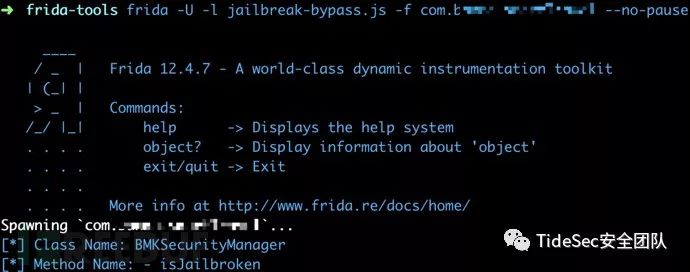 ➜ frida-tools frida -U -l jailbreak-bypass.js -f com.b --no-pause
/ _ | Frida 12.4.7 - A world-class dynamic instrumentation toolkit
| (_| |
> _ | Commands:
/_/ |_| help -> Displays the help system
. . . . object? -> Display information about 'object'
. . . . exit/quit -> Exit
. . . .
. . . . More info at http://www.frida.re/docs/home/
Spawning `com. `...
[*] Class Name: BMKSecurityManager
[*] Method Name: - isJailbroken
TideSec安全团队